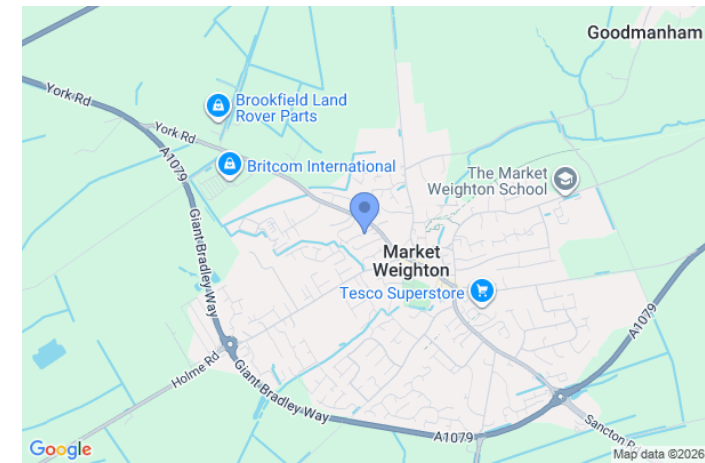 Goodmanham
York Rd
Brookfield Land
Rover Parts
York Rd
A1079
Britcom International
The Market
Weighton School
Giant Bradley Way
Market
Weighton
Tesco Superstore
A1079
Holme Rd
Giant Bradley Way
A1079
Sancton
Google
Map data ©2026